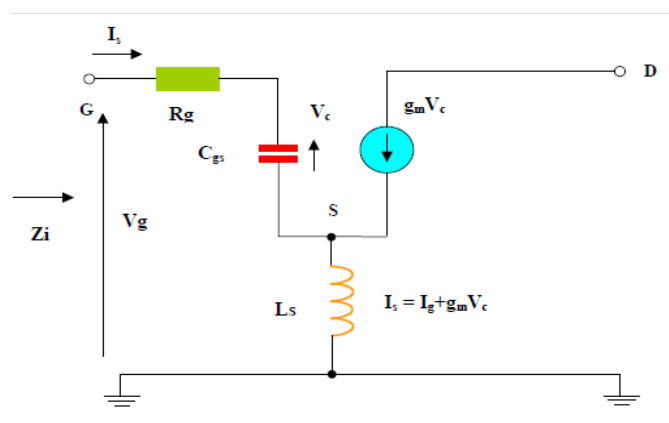 Is
D
G
Rg
Vc
gmVc
Cgs
S
Zi
Vg
Ls
Is = Ig+gmVc